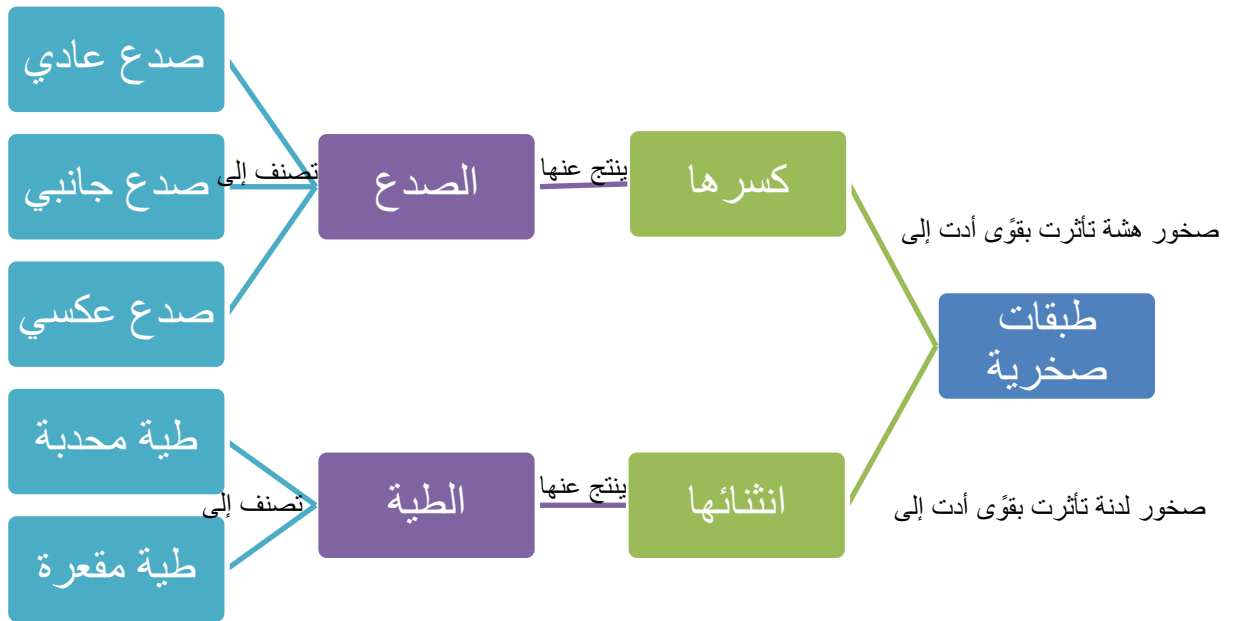 صخور هشة تأثرت بقوًى أدت إلى
طبقات
صخرية
صخور لدنة تأثرت بقوًى أدت إلى
كسرها
ينتج عنها
الصدع
تصنف إلى
صدع عادي
صدع جانبي
صدع عكسي
انثنائها
ينتج عنها
الطية
تصنف إلى
طية محدبة
طية مقعرة